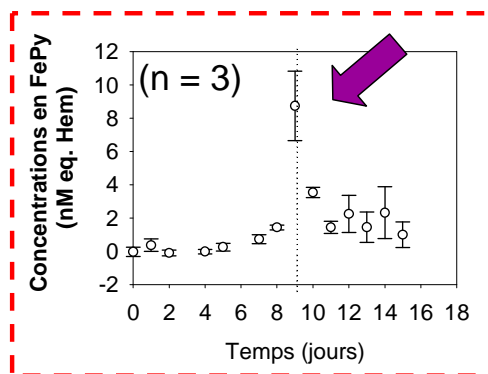 Concentrations en FePy
(nM eq. Hem)
12
10
8
6
4
2
0
-2
(n = 3)
0 2 4 6 8 10 12 14 16 18
Temps (jours)